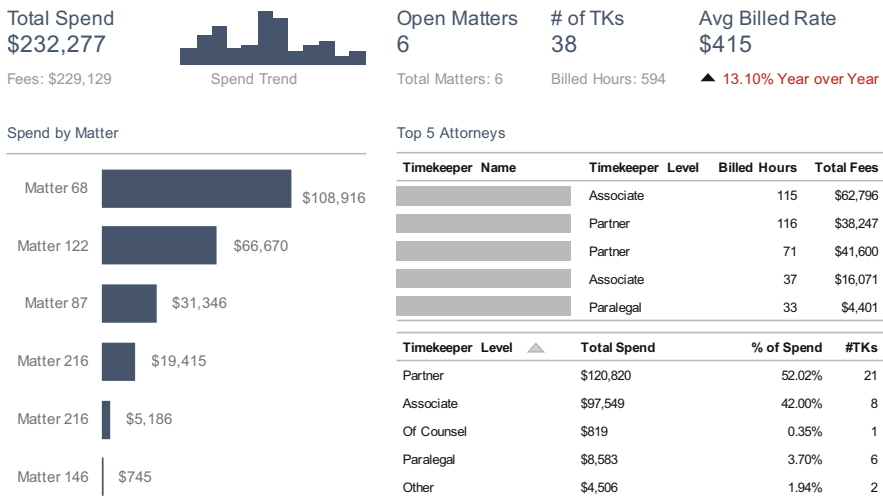 Total Spend
$232,277
Fees: $229,129
Spend Trend
Open Matters
6
Total Matters: 6
# of TKs
38
Billed Hours: 594
Avg Billed Rate
$415
13.10% Year over Year
Spend by Matter
Matter 68 $108,916
Matter 122 $66,670
Matter 87 $31,346
Matter 216 $19,415
Matter 216 $5,186
Matter 146 $745
Top 5 Attorneys
Timekeeper Name Timekeeper Level Billed Hours Total Fees
Associate 115 $62,796
Partner 116 $38,247
Partner 71 $41,600
Associate 37 $16,071
Paralegal 33 $4,401
Timekeeper Level Total Spend % of Spend #TKs
Partner $120,820 52.02% 21
Associate $97,549 42.00% 8
Of Counsel $819 0.35% 1
Paralegal $8,583 3.70% 6
Other $4,506 1.94% 2